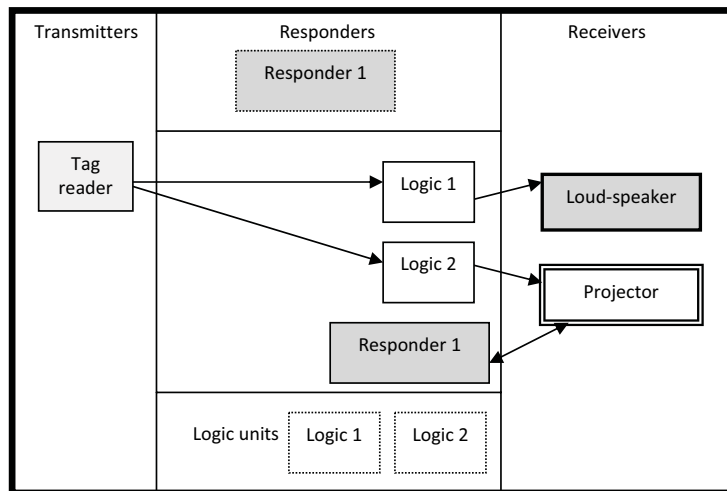 Transmitters
Responders
Receivers
Responder 1
Tag
reader
Logic 1
Loud-speaker
Logic 2
Projector
Responder 1
Logic units
Logic 1
Logic 2